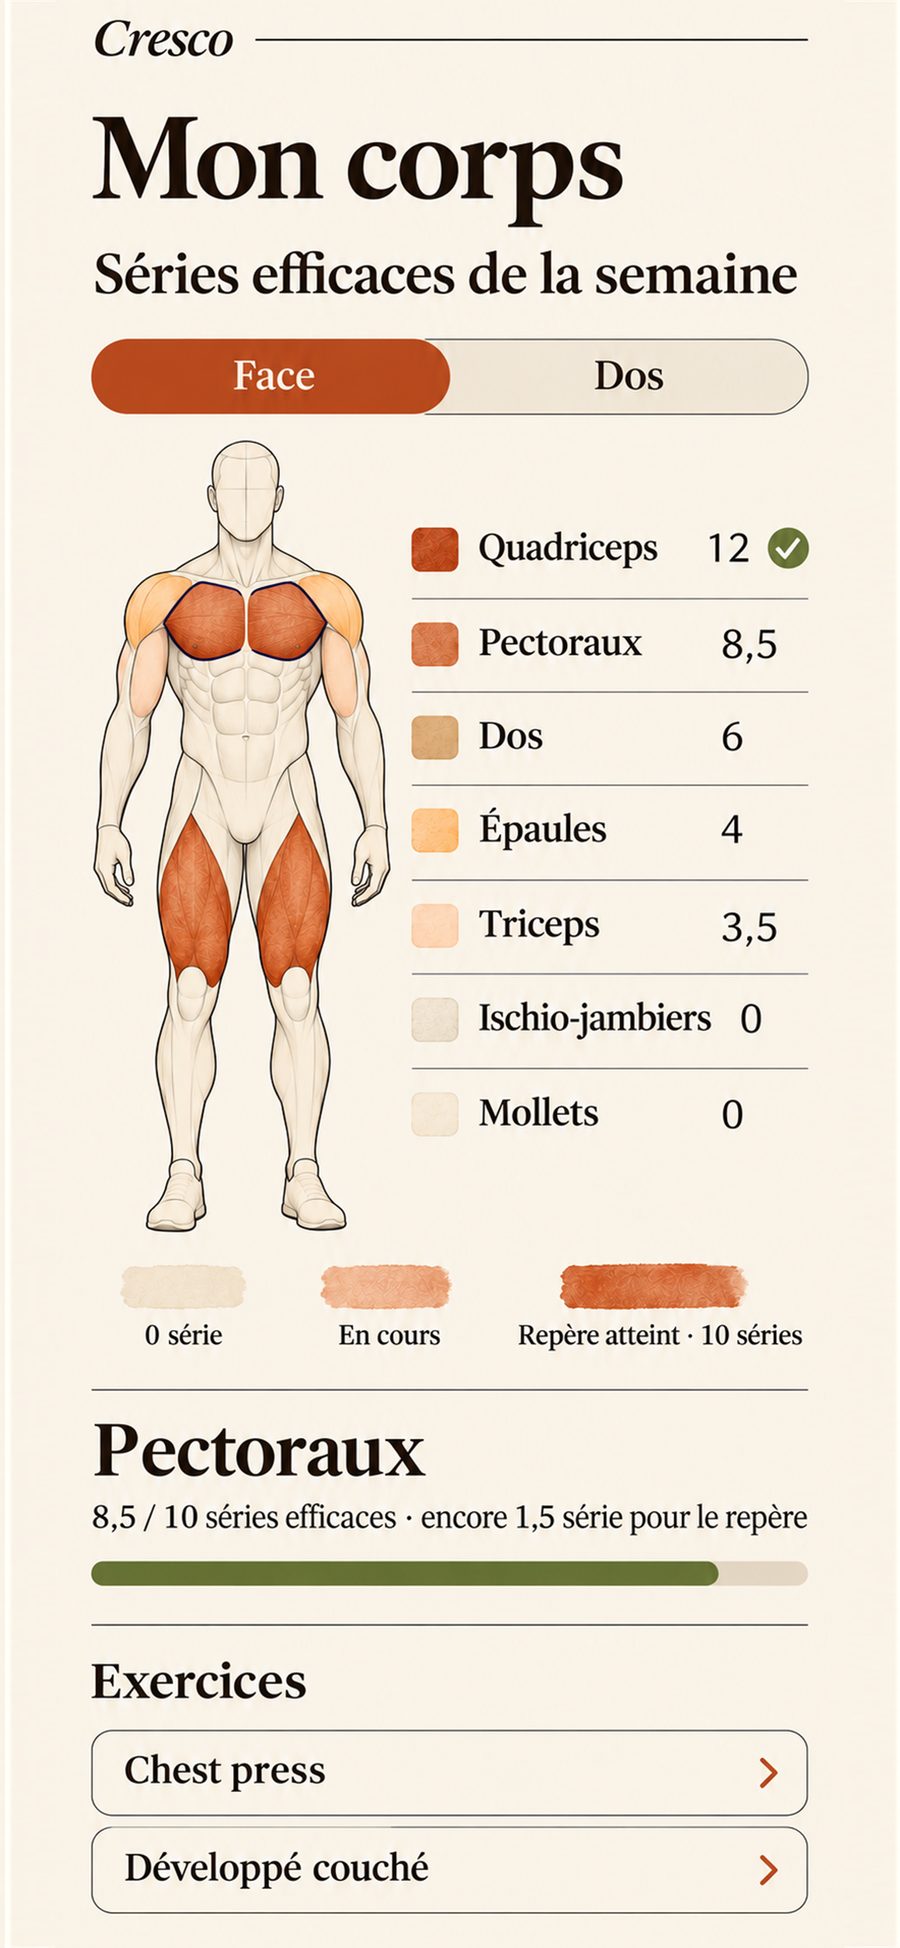 Cresco
Mon corps
Séries efficaces de la semaine
Face
Dos
Quadriceps 12
Pectoraux 8,5
Dos 6
Épaules 4
Triceps 3,5
Ischio-jambiers 0
Mollets 0
0 série
En cours
Repère atteint · 10 séries
Pectoraux
8,5 / 10 séries efficaces · encore 1,5 série pour le repère
Exercices
Chest press
Développé couché